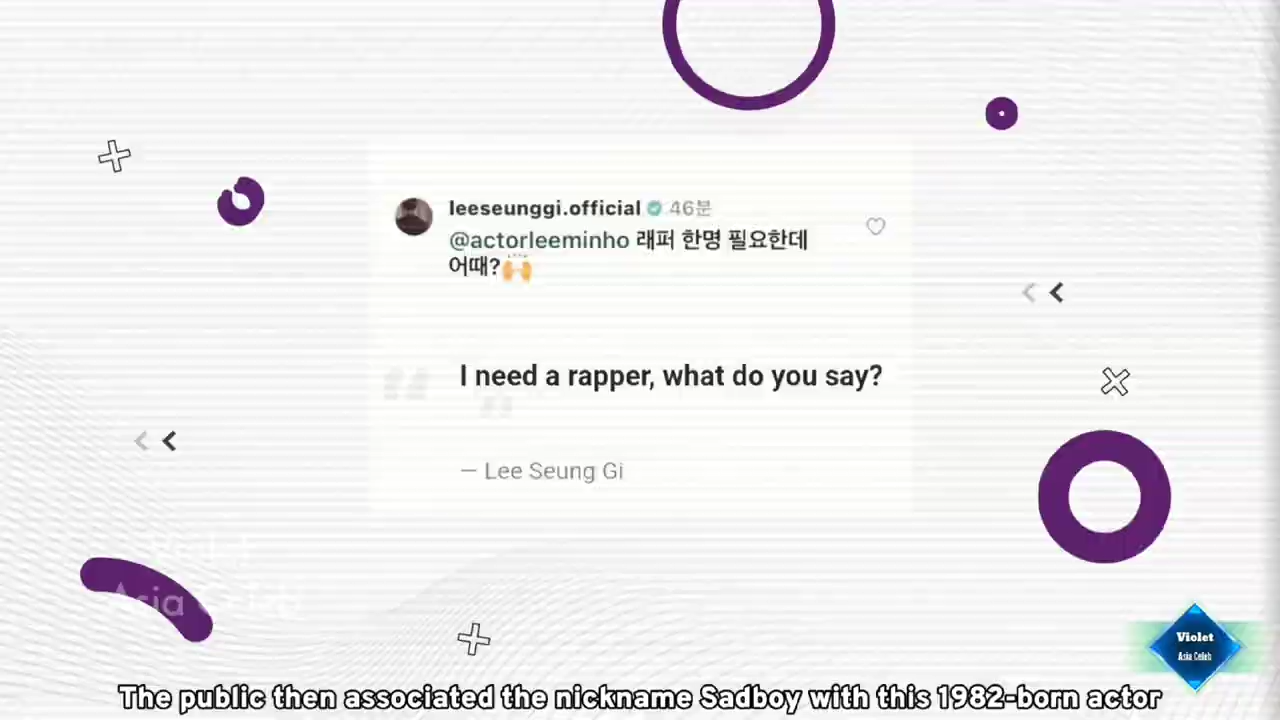 leeseunggi.official 46분
@actorleeminho 래퍼 한명 필요한데
어때?🙌
I need a rapper, what do you say?
— Lee Seung Gi
Asia Celeb
Violet
Asia Celeb
The public then associated the nickname Sadboy with this 1982-born actor